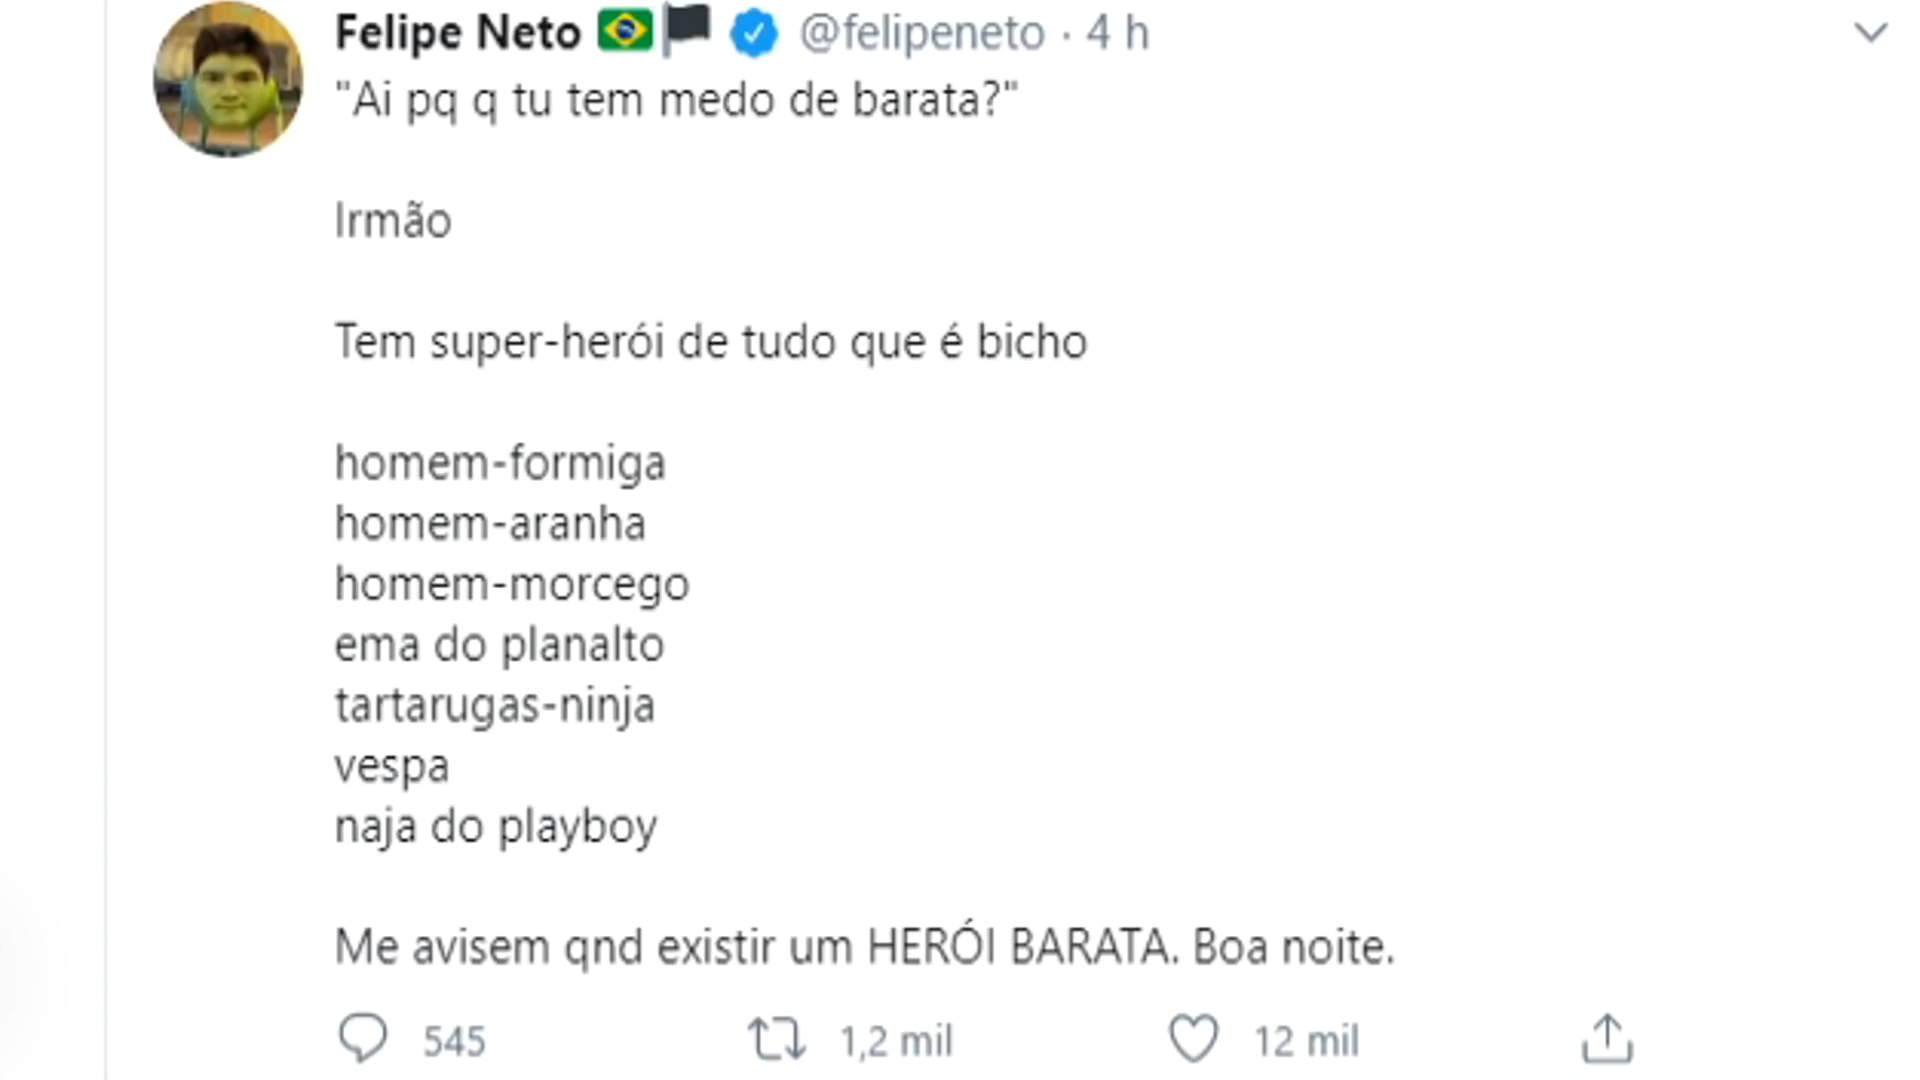 Felipe Neto 🇧🇷🏴 @felipeneto · 4 h
"Ai pq q tu tem medo de barata?"
Irmão
Tem super-herói de tudo que é bicho
homem-formiga
homem-aranha
homem-morcego
ema do planalto
tartarugas-ninja
vespa
naja do playboy
Me avisem qnd existir um HERÓI BARATA. Boa noite.
545 1,2 mil 12 mil